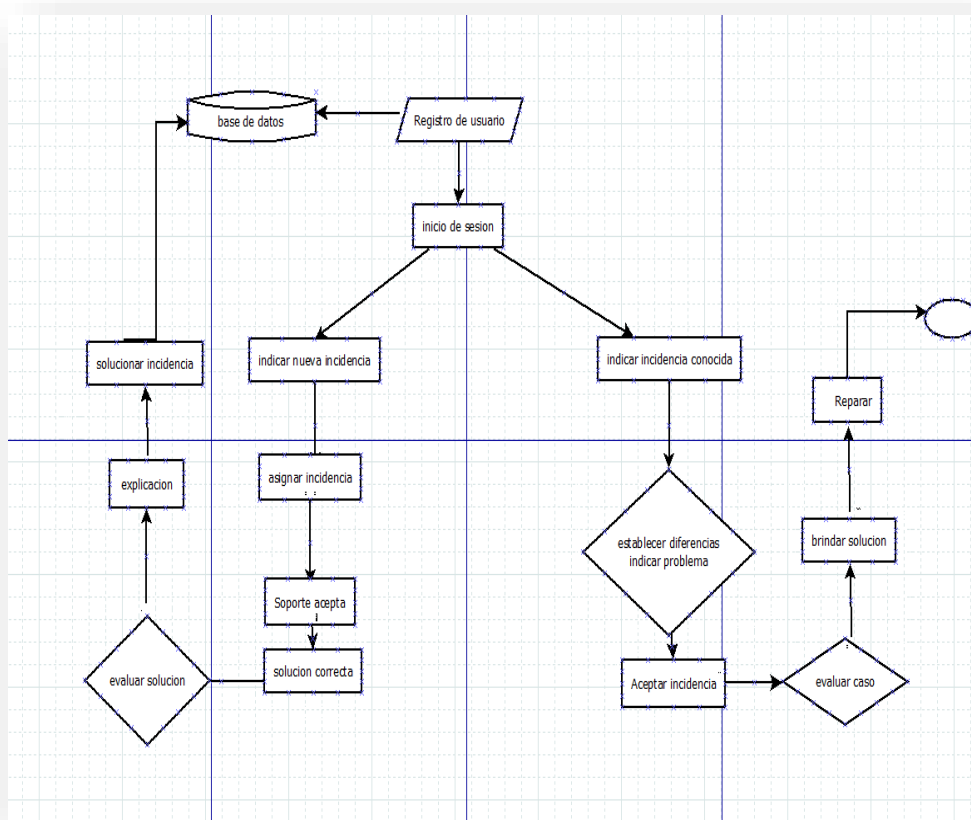 base de datos
Registro de usuario
inicio de sesion
solucionar incidencia
indicar nueva incidencia
indicar incidencia conocida
Reparar
explicacion
asignar incidencia
establecer diferencias
indicar problema
brindar solucion
Soporte acepta
solucion correcta
evaluar solucion
Aceptar incidencia
evaluar caso